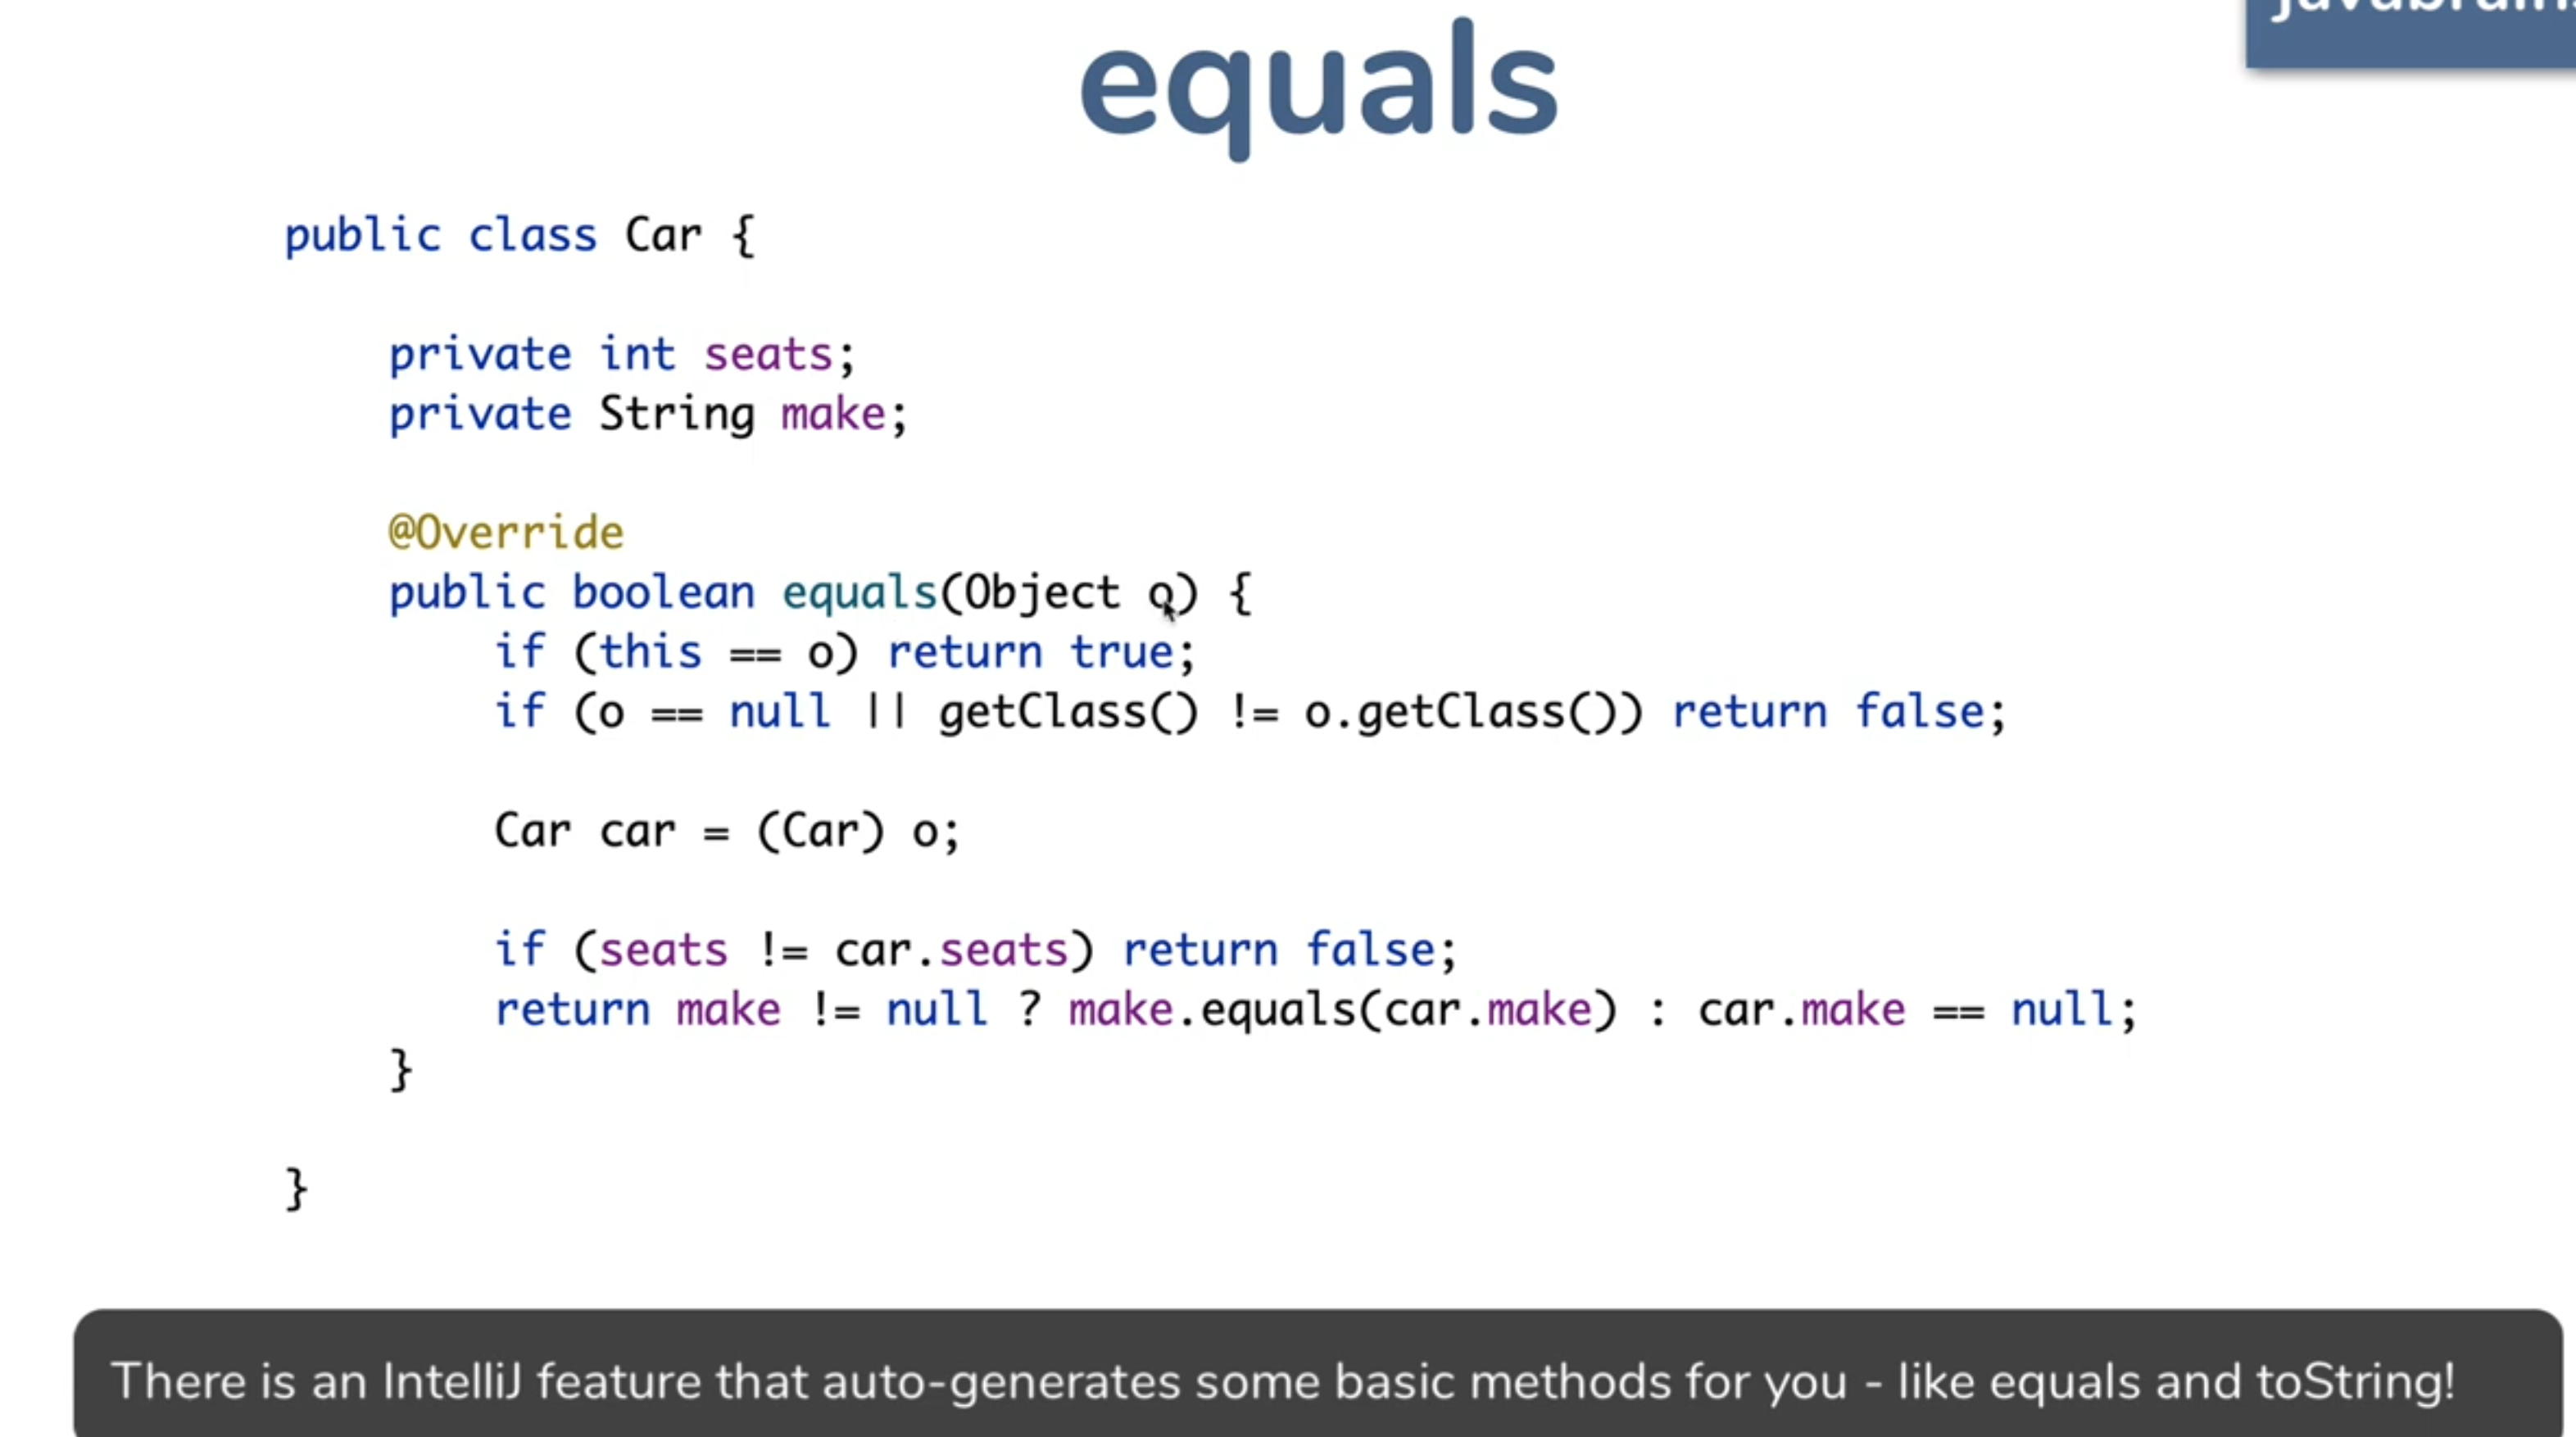 equals
public class Car {
private int seats;
private String make;
@Override
public boolean equals(Object o) {
if (this == o) return true;
if (o == null || getClass() != o.getClass()) return false;
Car car = (Car) o;
if (seats != car.seats) return false;
return make != null ? make.equals(car.make) : car.make == null;
}
}
There is an IntelliJ feature that auto-generates some basic methods for you - like equals and toString!